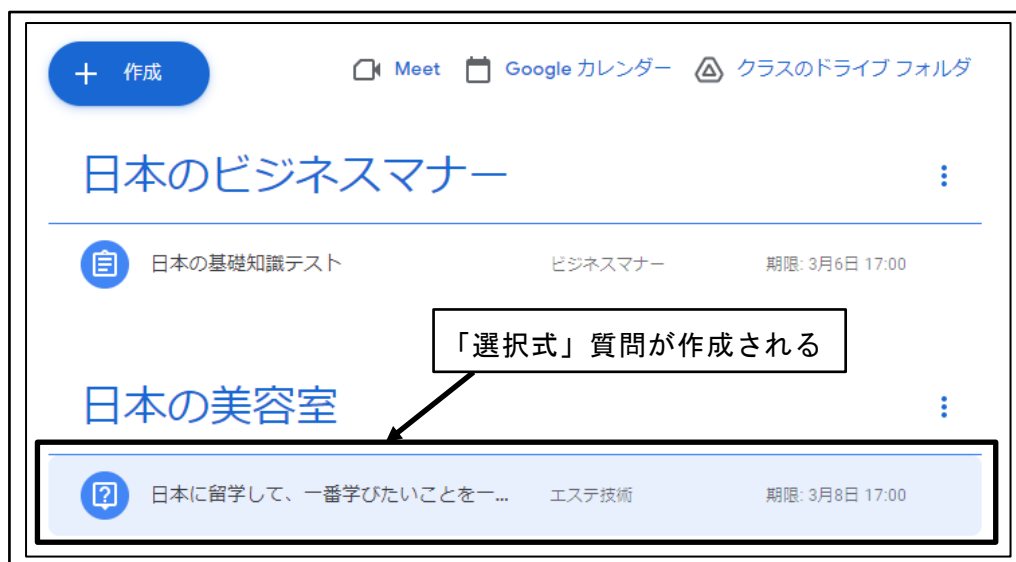 作成 Meet Google カレンダー クラスのドライブ フォルダ
日本のビジネスマナー
日本の基礎知識テスト ビジネスマナー 期限: 3月6日 17:00
「選択式」質問が作成される
日本の美容室
日本に留学して、一番学びたいことを一... エステ技術 期限: 3月8日 17:00